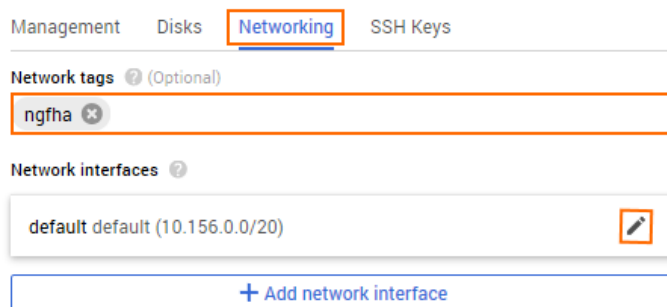 Management Disks Networking SSH Keys
Network tags ? (Optional)
ngfha
Network interfaces ?
default default (10.156.0.0/20)
+ Add network interface